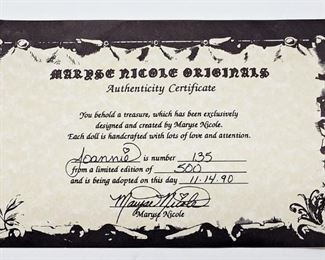 MARYSE NICOLE ORIGINALS
Authenticity Certificate
You behold a treasure, which has been exclusively
designed and created by Maryse Nicole.
Each doll is handcrafted with lots of love and attention.
Joannie is number 135
from a limited edition of 500
and is being adopted on this day 11.14.90
Maryse Nicole
Maryse Nicole